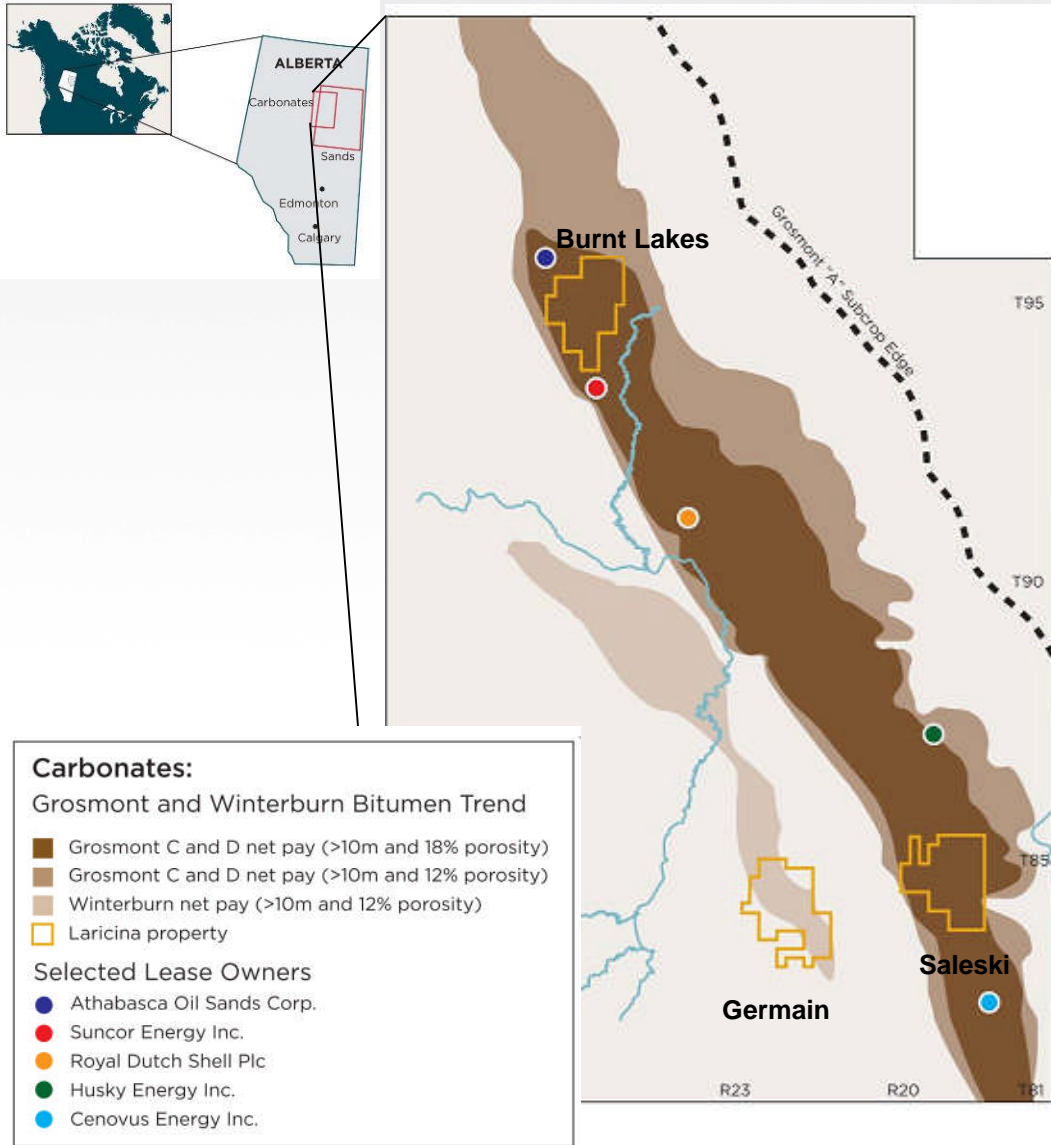 ALBERTA
Carbonates
Sands
Edmonton
Calgary
Burnt Lakes
Grosmont "A" Subcrop Edge
T95
T90
T85
Saleski
Germain
R23
R20
T81
Carbonates:
Grosmont and Winterburn Bitumen Trend
Grosmont C and D net pay (>10m and 18% porosity)
Grosmont C and D net pay (>10m and 12% porosity)
Winterburn net pay (>10m and 12% porosity)
Laricina property
Selected Lease Owners
Athabasca Oil Sands Corp.
Suncor Energy Inc.
Royal Dutch Shell Plc
Husky Energy Inc.
Cenovus Energy Inc.